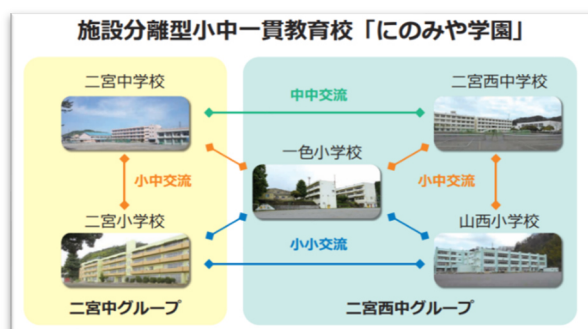 施設分離型小中一貫教育校「にのみや学園」
二宮中学校
二宮西中学校
中中交流
一色小学校
小中交流
小中交流
二宮小学校
山西小学校
小小交流
二宮中グループ
二宮西中グループ